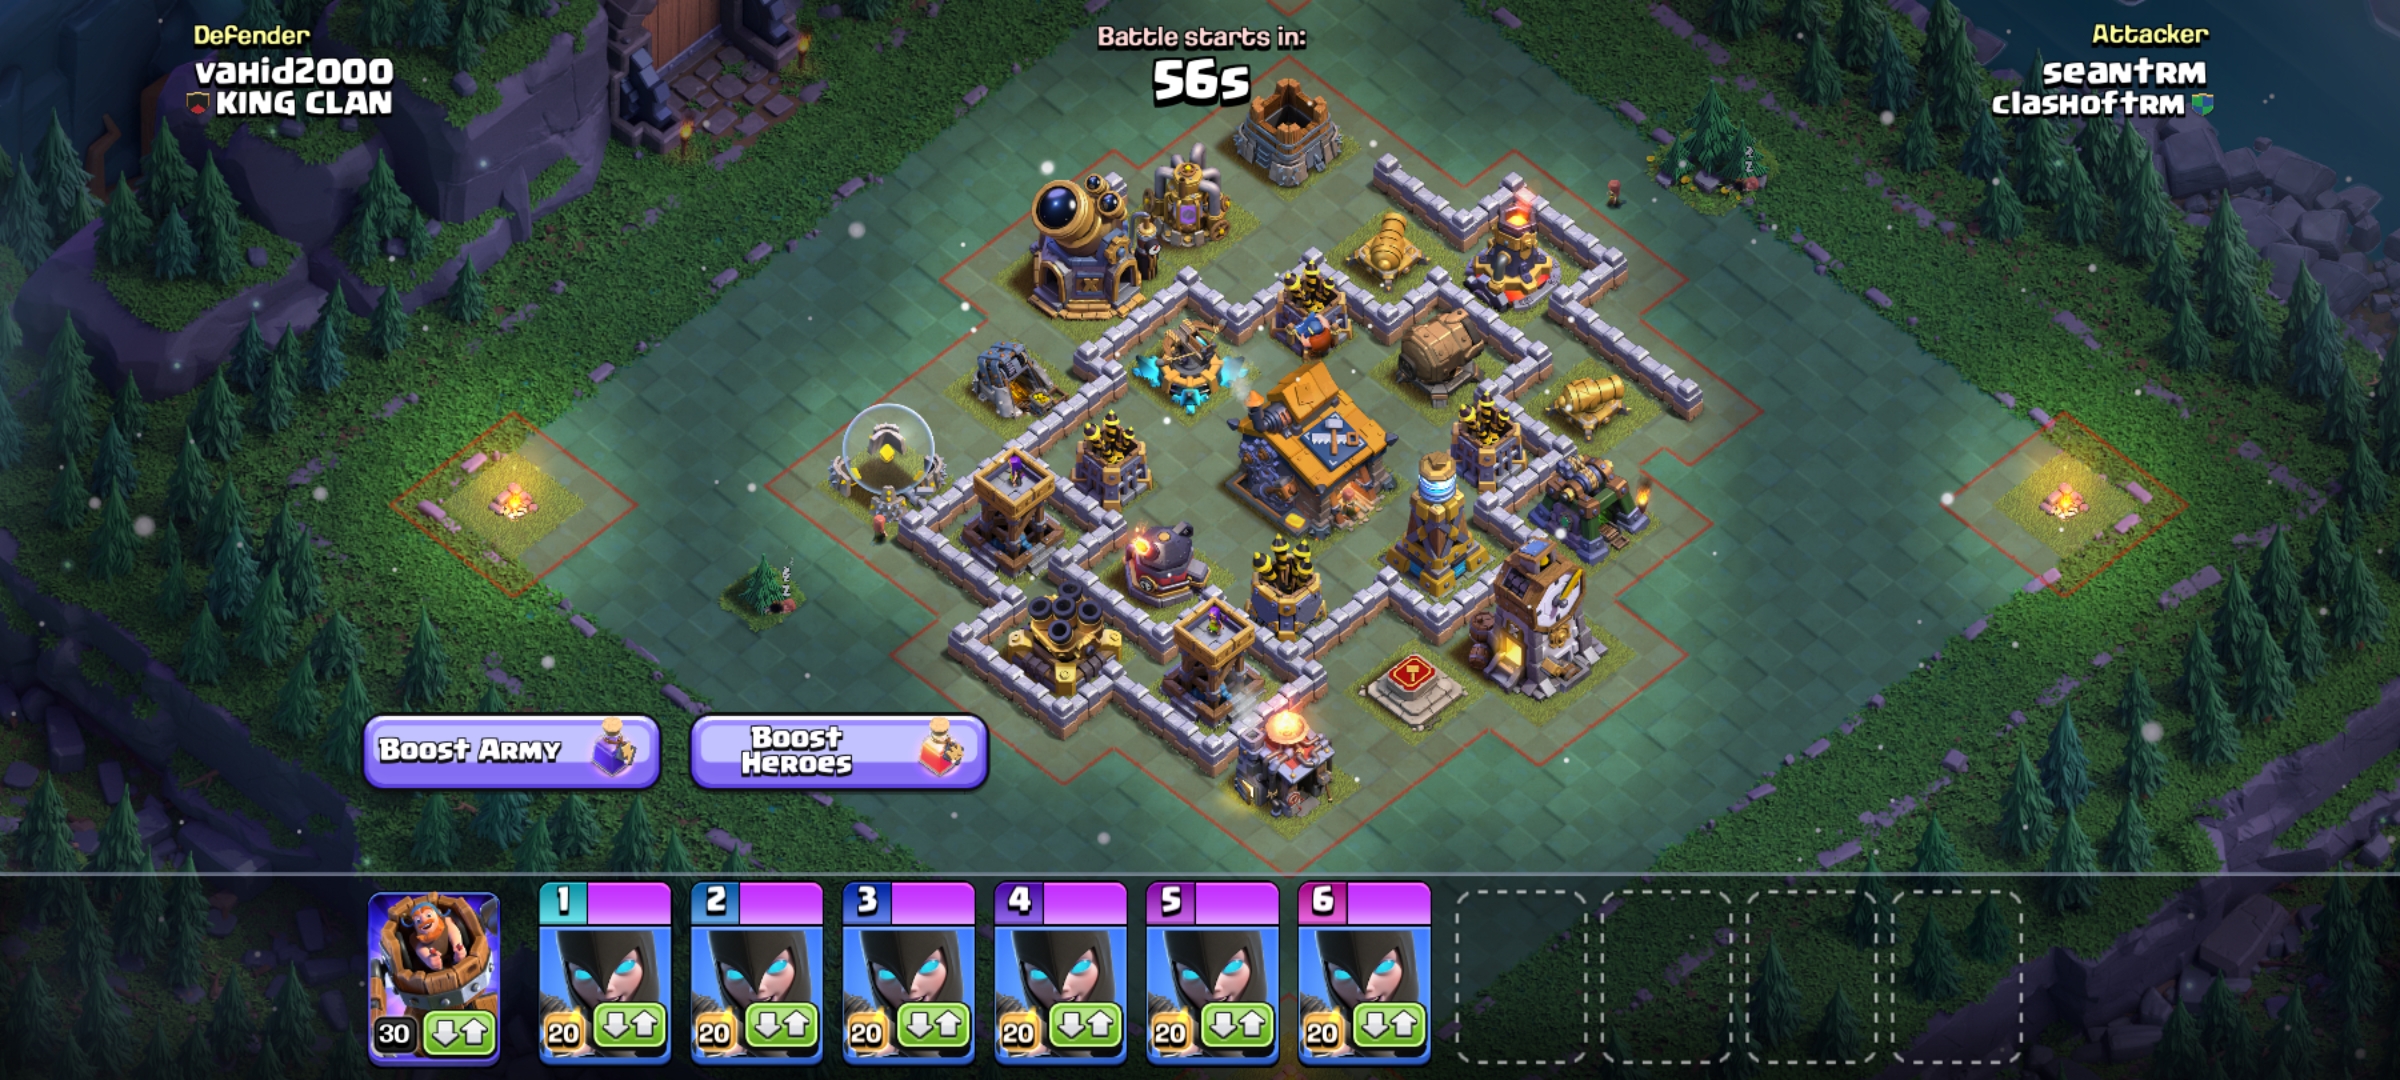 Defender
vahid2000
KING CLAN
Battle starts in:
56s
Attacker
seantRM
clashoftRM
Boost Army
Boost
Heroes
30
1
2
3
4
5
6
20
20
20
20
20
20